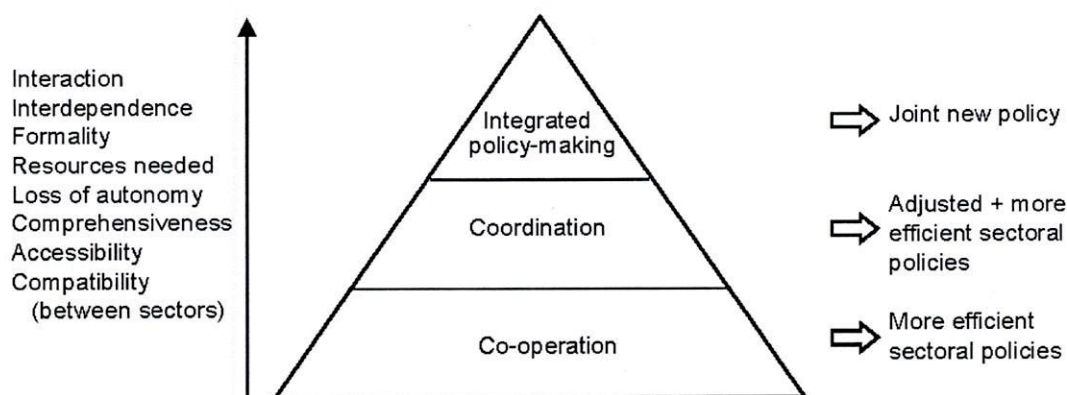 Interaction
Interdependence
Formality
Resources needed
Loss of autonomy
Comprehensiveness
Accessibility
Compatibility
(between sectors)
Integrated
policy-making
Coordination
Co-operation
Joint new policy
Adjusted + more
efficient sectoral
policies
More efficient
sectoral policies